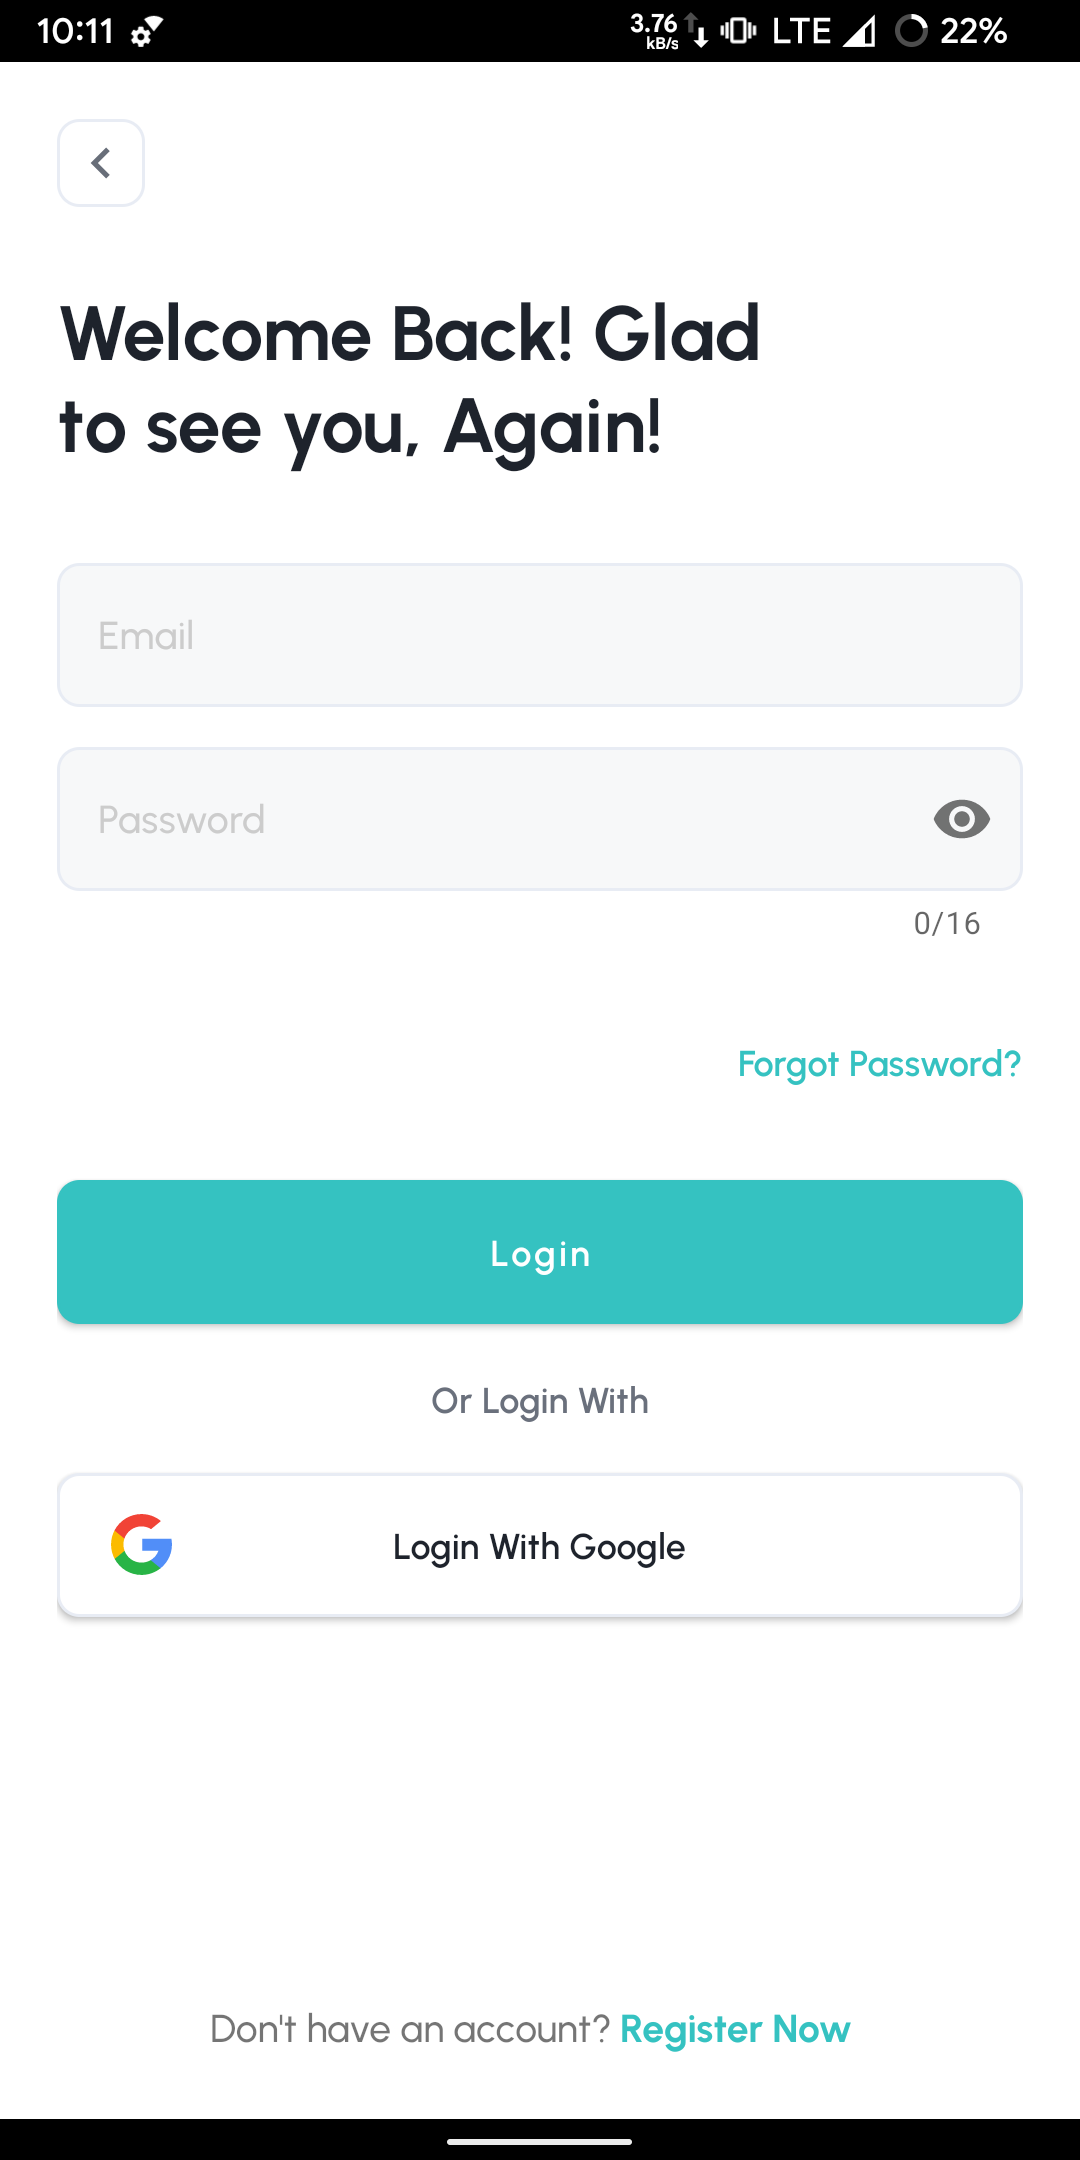 10:11 3.76 kB/s LTE 22%
Welcome Back! Glad
to see you, Again!
Email
Password
0/16
Forgot Password?
Login
Or Login With
Login With Google
Don't have an account? Register Now